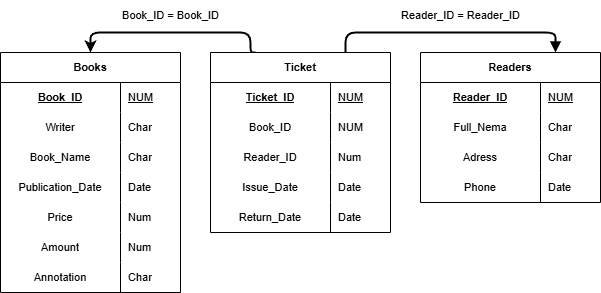 Book_ID = Book_ID
Reader_ID = Reader_ID
Books
Book_ID NUM
Writer Char
Book_Name Char
Publication_Date Date
Price Num
Amount Num
Annotation Char
Ticket
Ticket_ID NUM
Book_ID NUM
Reader_ID Num
Issue_Date Date
Return_Date Date
Readers
Reader_ID NUM
Full_Nema Char
Adress Char
Phone Date